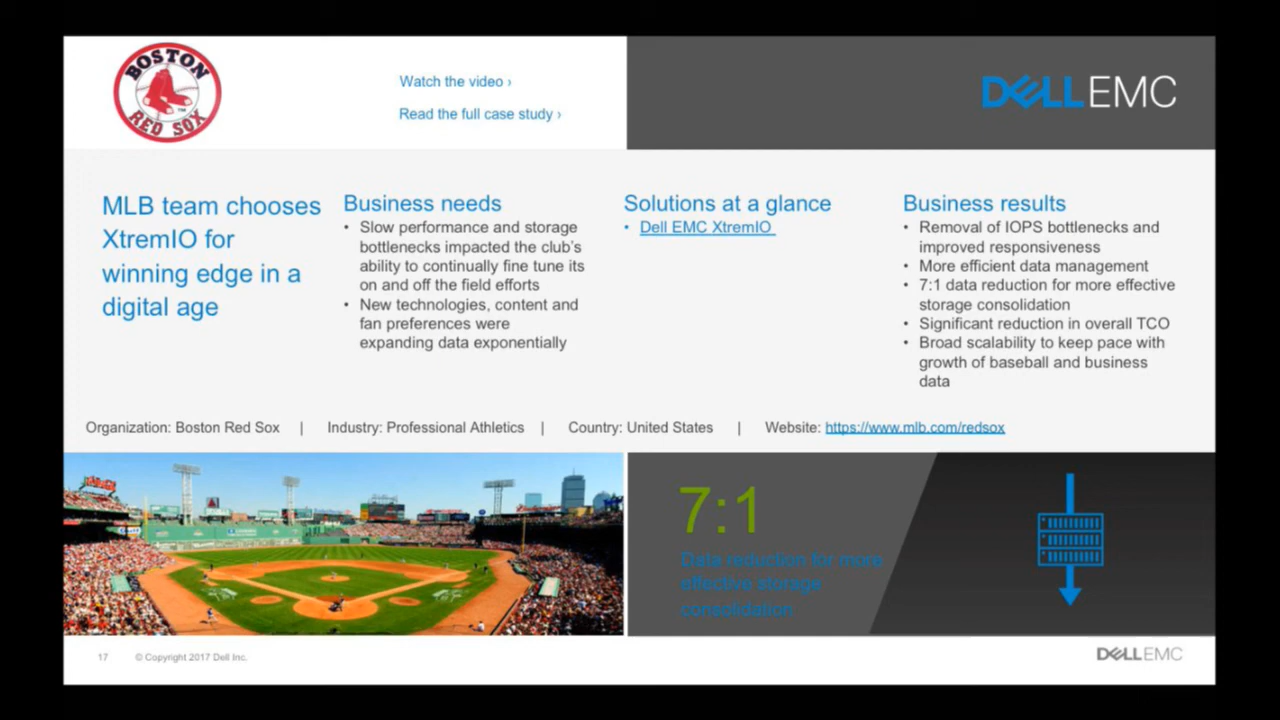 BOSTON
RED SOX
Watch the video ›
Read the full case study ›
DELLEMC
MLB team chooses
XtremIO for
winning edge in a
digital age
Business needs
• Slow performance and storage
bottlenecks impacted the club's
ability to continually fine tune its
on and off the field efforts
• New technologies, content and
fan preferences were
expanding data exponentially
Solutions at a glance
• Dell EMC XtremIO
Business results
• Removal of IOPS bottlenecks and
improved responsiveness
• More efficient data management
• 7:1 data reduction for more effective
storage consolidation
• Significant reduction in overall TCO
• Broad scalability to keep pace with
growth of baseball and business
data
Organization: Boston Red Sox | Industry: Professional Athletics | Country: United States | Website: https://www.mlb.com/redsox
7:1
Data reduction for more
effective storage
consolidation
17 © Copyright 2017 Dell Inc.
DELLEMC